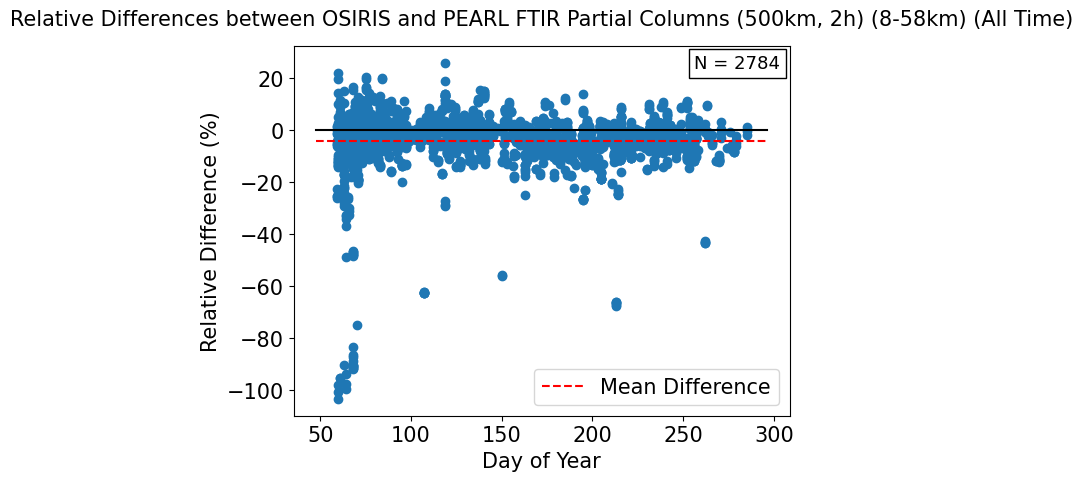 Relative Differences between OSIRIS and PEARL FTIR Partial Columns (500km, 2h) (8-58km) (All Time)
N = 2784
Relative Difference (%)
20
0
−20
−40
−60
−80
−100
Mean Difference
50
100
150
200
250
300
Day of Year